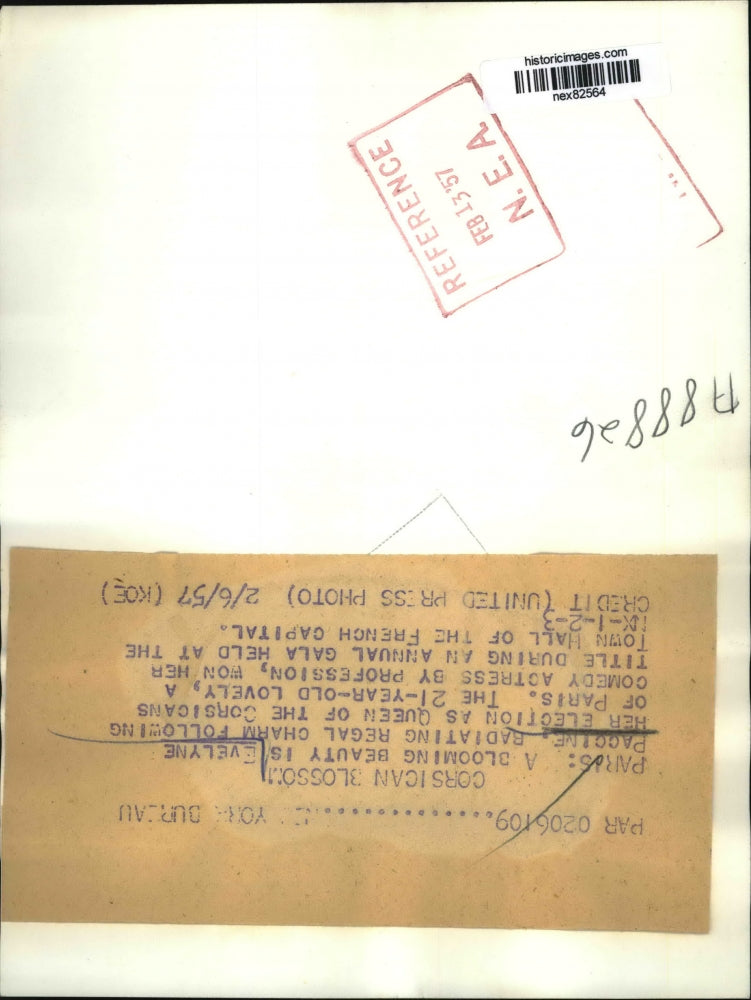 historicimages.com
nex82564
REFERENCE
FEB 13 '57
N. E. A.
A88826
PAR 0206109.................. YORK BUREAU
CORSICAN BLOSSOM
PARIS: A BLOOMING BEAUTY IS EVELYNE
PAGGINE, RADIATING REGAL CHARM FOLLOWING
HER ELECTION AS QUEEN OF THE CORSICANS
OF PARIS. THE 21-YEAR-OLD LOVELY, A
COMEDY ACTRESS BY PROFESSION, WON HER
TITLE DURING AN ANNUAL GALA HELD AT THE
TOWN HALL OF THE FRENCH CAPITAL.
NX-1-2-3
CREDIT (UNITED PRESS PHOTO) 2/6/57 (KOE)